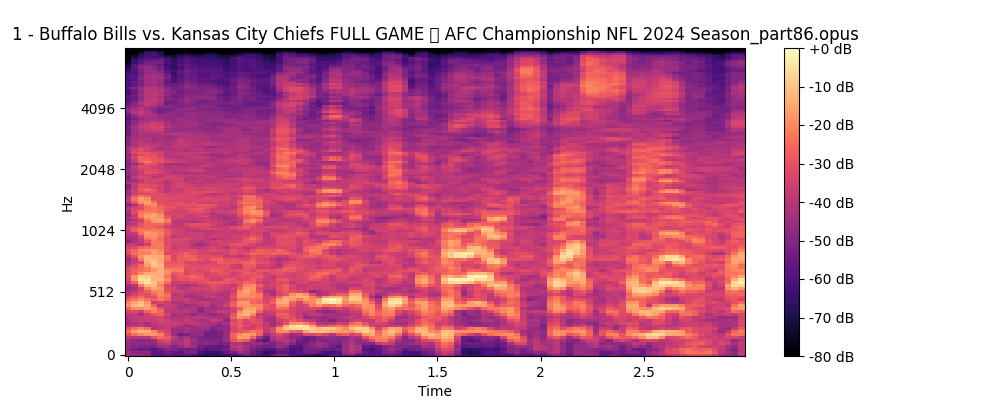 1 - Buffalo Bills vs. Kansas City Chiefs FULL GAME ▯ AFC Championship NFL 2024 Season_part86.opus
+0 dB
-10 dB
-20 dB
-30 dB
-40 dB
-50 dB
-60 dB
-70 dB
-80 dB
4096
2048
1024
512
0
Hz
0
0.5
1
1.5
2
2.5
Time